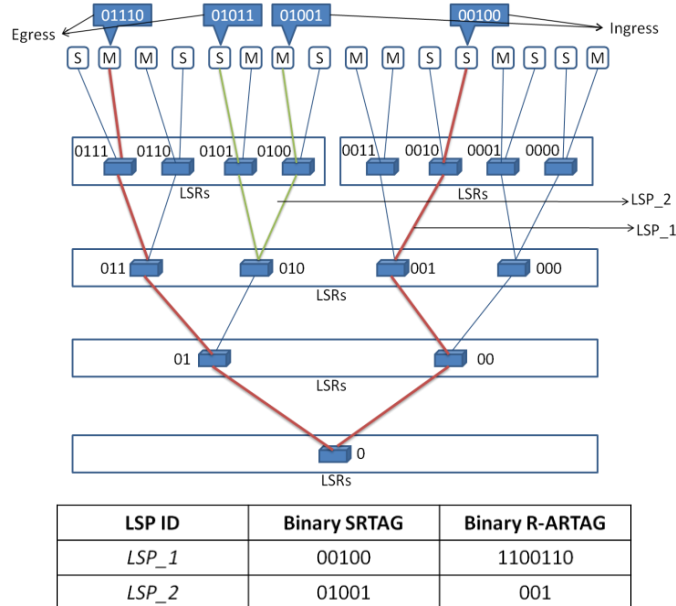 01110 01011 01001 00100
Egress Ingress
S M M S S M M S M M S S M S S M
0111 0110 0101 0100 0011 0010 0001 0000
LSRs LSRs
LSP_2
LSP_1
011 010 001 000
LSRs
01 00
LSRs
0
LSRs
LSP ID Binary SRTAG Binary R-ARTAG
LSP_1 00100 1100110
LSP_2 01001 001